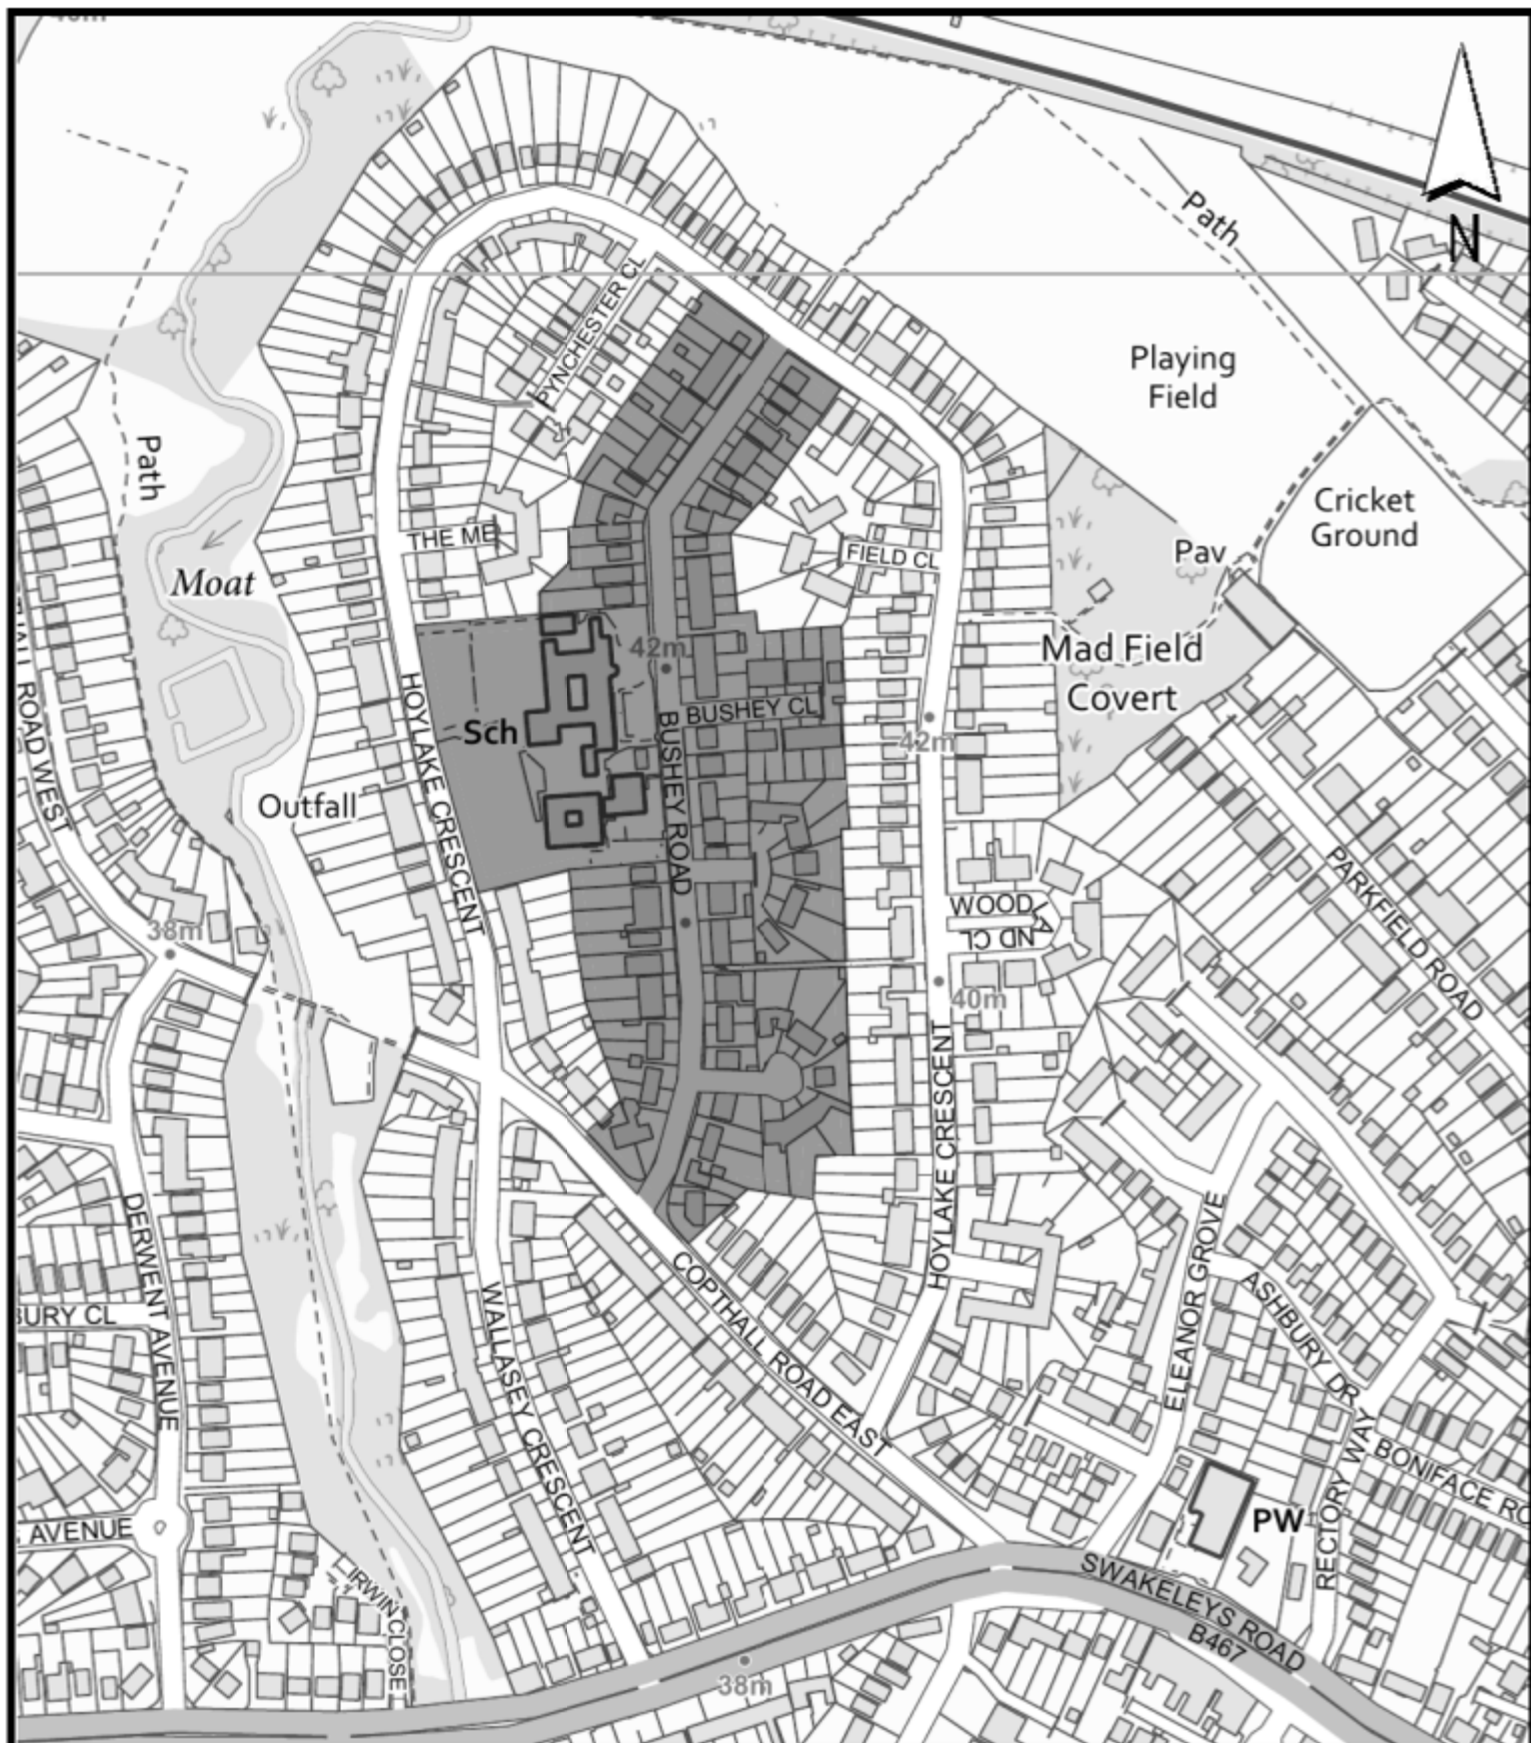 N
Path
PYNCHESTER CL
Playing
Field
Path
Cricket
Ground
THE ME
FIELD CL
Pav
Moat
42m
Mad Field
Covert
Sch
BUSHEY CL
HOYLAKE CRESCENT
BUSHEY ROAD
42m
ROAD WEST
Outfall
PARKFIELD ROAD
WOODLA
ND CL
38m
40m
HOYLAKE CRESCENT
DERWENT AVENUE
ELEANOR GROVE
COPTHALL ROAD EAST
ASHBURY DR
BURY CL
WALLASEY CRESCENT
RECTORY WAY
BONIFACE RO
AVENUE
PW
IRWIN CLOSE
SWAKELEYS ROAD
B467
38m